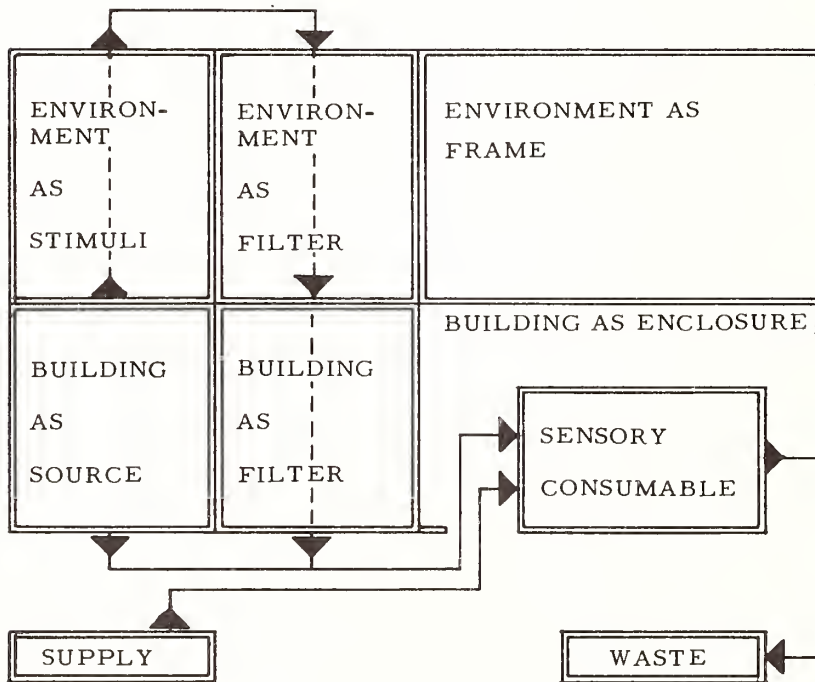 ENVIRON-
MENT
AS
STIMULI
ENVIRON-
MENT
AS
FILTER
ENVIRONMENT AS
FRAME
BUILDING
AS
SOURCE
BUILDING
AS
FILTER
BUILDING AS ENCLOSURE
SENSORY
CONSUMABLE
SUPPLY
WASTE